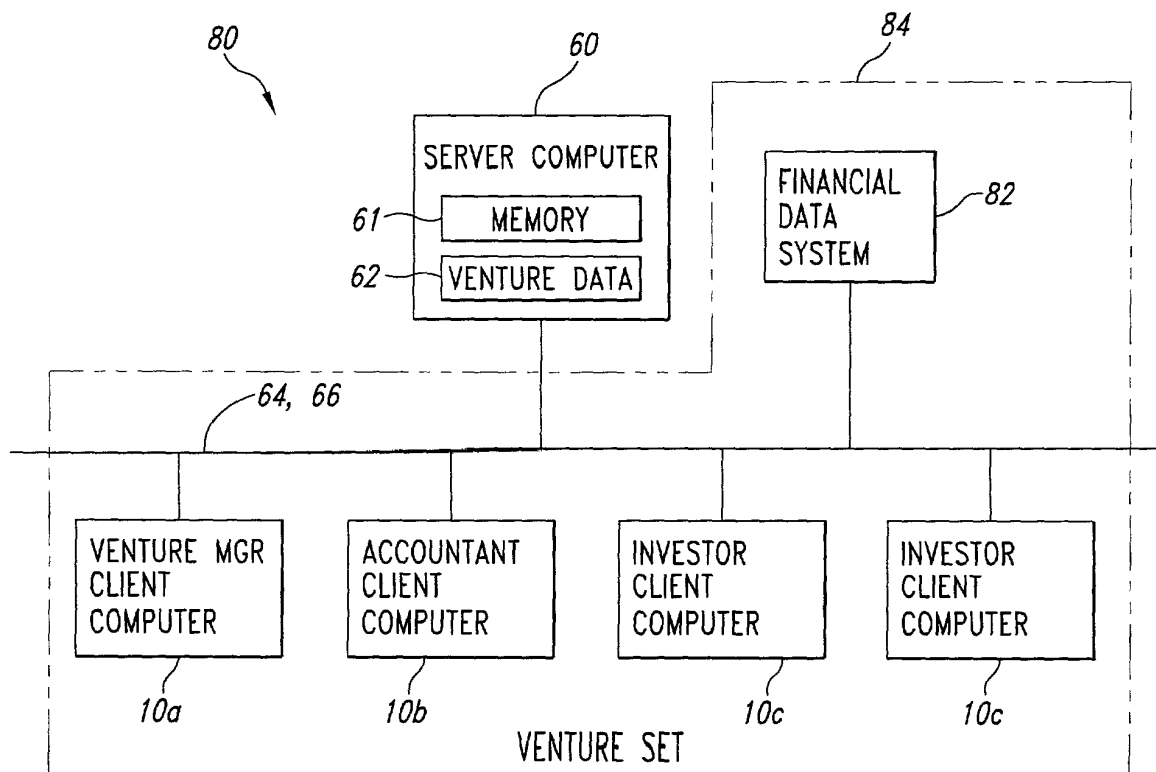 80
60
84
SERVER COMPUTER
61
MEMORY
62
VENTURE DATA
FINANCIAL
DATA
SYSTEM
82
64, 66
VENTURE MGR
CLIENT
COMPUTER
ACCOUNTANT
CLIENT
COMPUTER
INVESTOR
CLIENT
COMPUTER
INVESTOR
CLIENT
COMPUTER
10a
10b
10c
10c
VENTURE SET